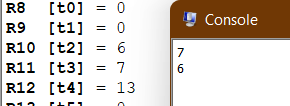 R8 [t0] = 0
R9 [t1] = 0
R10 [t2] = 6
R11 [t3] = 7
R12 [t4] = 13
Console
7
6